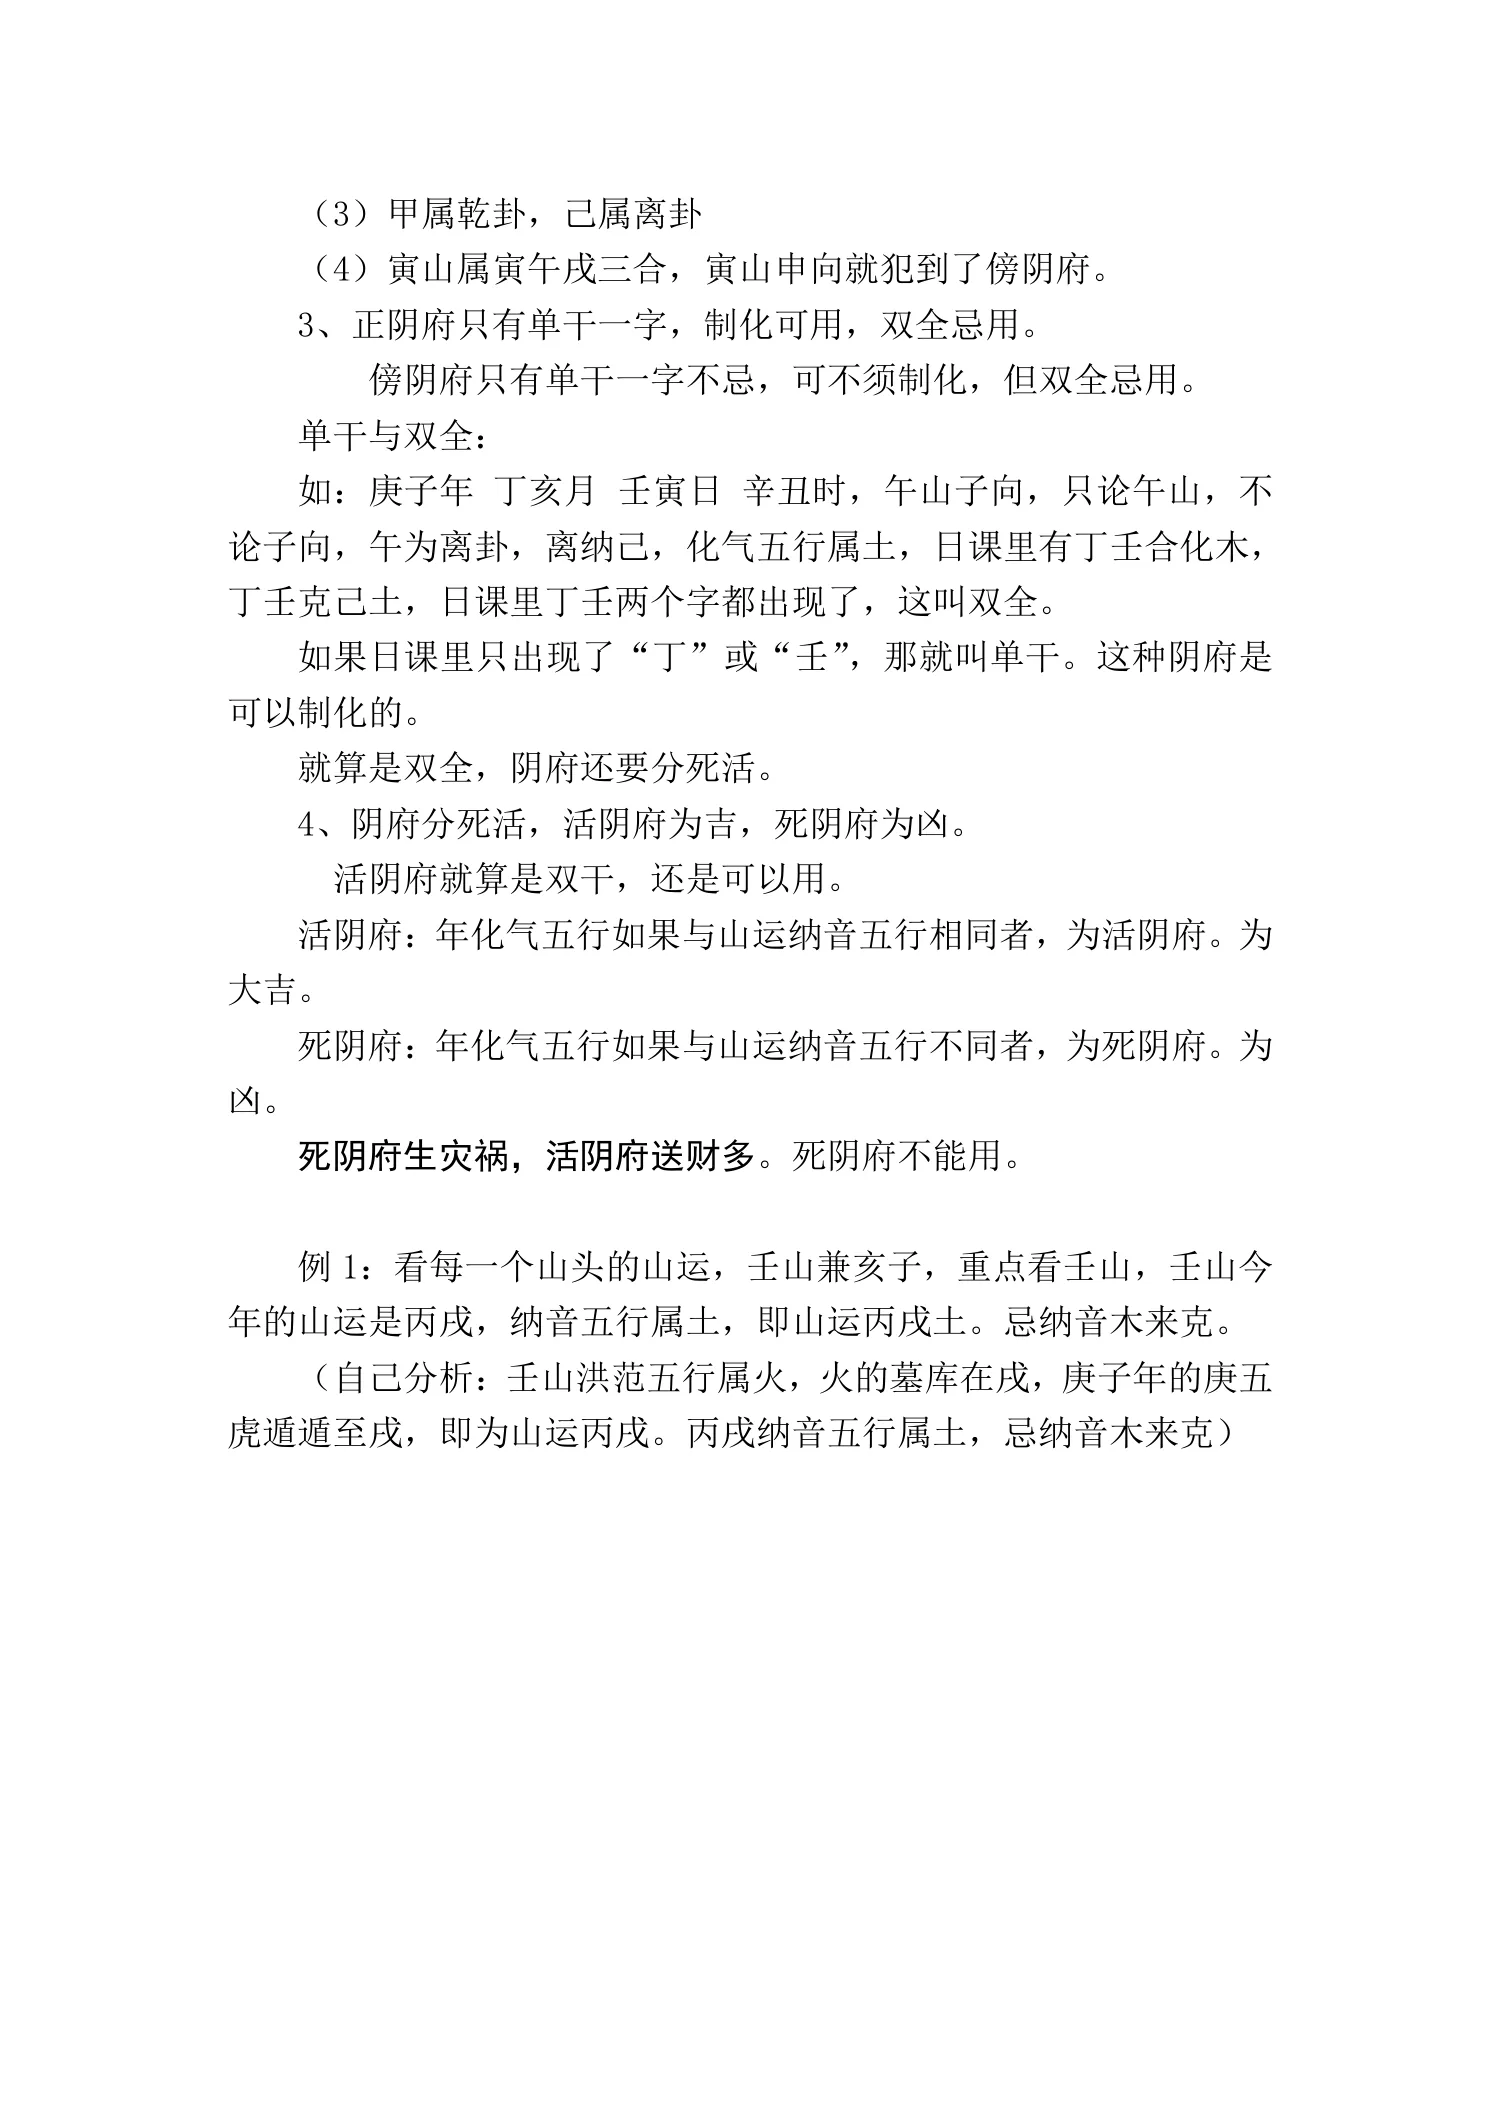 （3）甲属乾卦，己属离卦
（4）寅山属寅午戌三合，寅山申向就犯到了傍阴府。
3、正阴府只有单干一字，制化可用，双全忌用。
傍阴府只有单干一字不忌，可不须制化，但双全忌用。
单干与双全：
如：庚子年 丁亥月 壬寅日 辛丑时，午山子向，只论午山，不
论子向，午为离卦，离纳己，化气五行属土，日课里有丁壬合化木，
丁壬克己土，日课里丁壬两个字都出现了，这叫双全。
如果日课里只出现了“丁”或“壬”，那就叫单干。这种阴府是
可以制化的。
就算是双全，阴府还要分死活。
4、阴府分死活，活阴府为吉，死阴府为凶。
活阴府就算是双干，还是可以用。
活阴府：年化气五行如果与山运纳音五行相同者，为活阴府。为
大吉。
死阴府：年化气五行如果与山运纳音五行不同者，为死阴府。为
凶。
死阴府生灾祸，活阴府送财多。死阴府不能用。
例 1：看每一个山头的山运，壬山兼亥子，重点看壬山，壬山今
年的山运是丙戌，纳音五行属土，即山运丙戌土。忌纳音木来克。
（自己分析：壬山洪范五行属火，火的墓库在戌，庚子年的庚五
虎遁遁至戌，即为山运丙戌。丙戌纳音五行属土，忌纳音木来克）